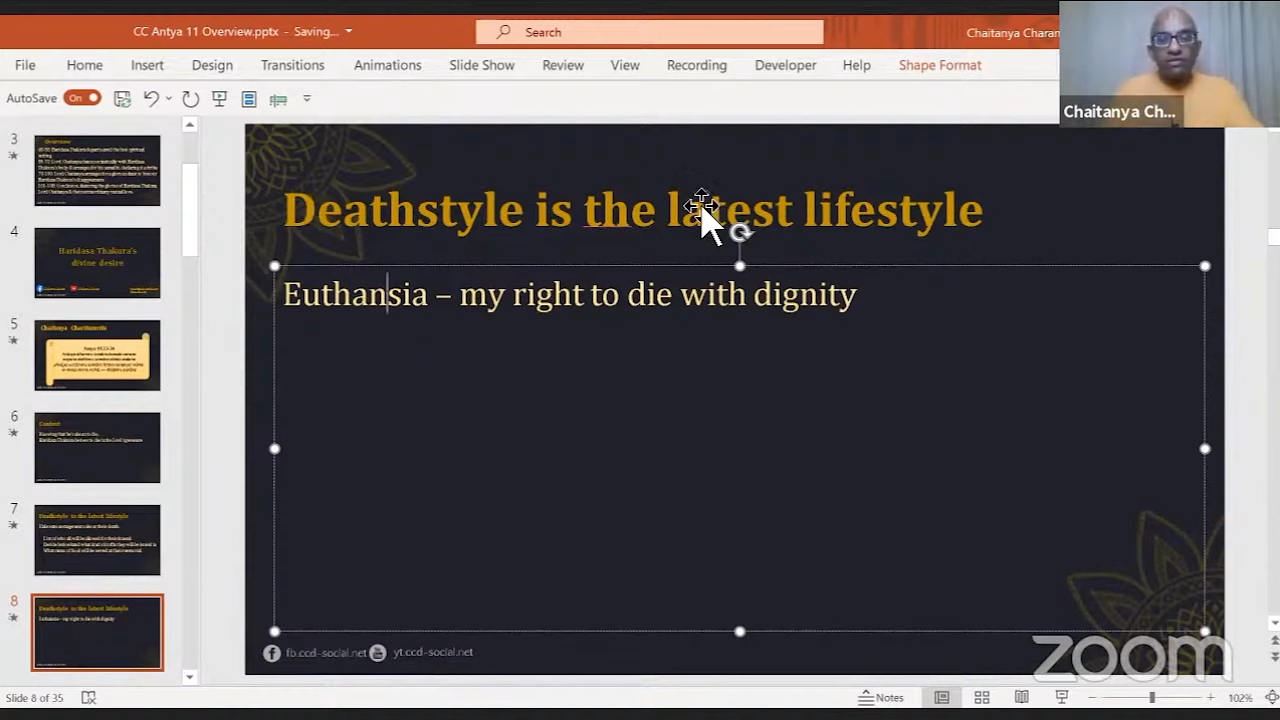 CC Antya 11 Overview.pptx - Saving...
Search
Chaitanya Charan
File Home Insert Design Transitions Animations Slide Show Review View Recording Developer Help Shape Format
Chaitanya Ch...
AutoSave On
3
Overview
4
Haridasa Thakura's
divine desire
5
Chaitanya Charitamrita
6
Context
7
Deathstyle is the latest lifestyle
8
Deathstyle is the latest lifestyle
Euthansia – my right to die with dignity
Deathstyle is the latest lifestyle
Euthansia – my right to die with dignity
fb.ccd-social.net yt.ccd-social.net
zoom
Slide 8 of 35
Notes
102%